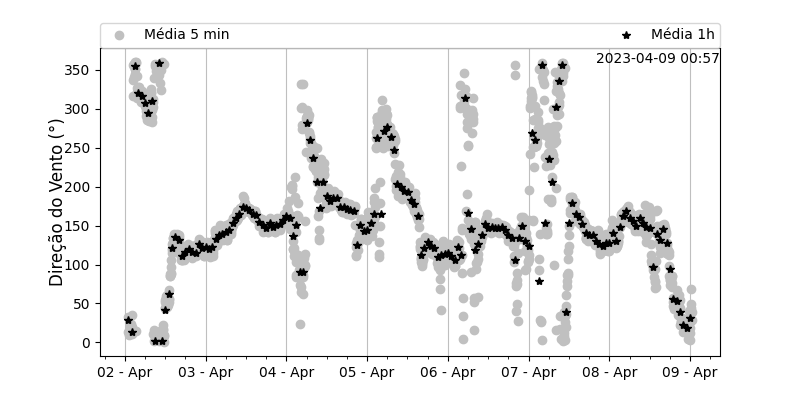 Média 5 min
Média 1h
2023-04-09 00:57
Direção do Vento (°)
350
300
250
200
150
100
50
0
02 - Apr
03 - Apr
04 - Apr
05 - Apr
06 - Apr
07 - Apr
08 - Apr
09 - Apr